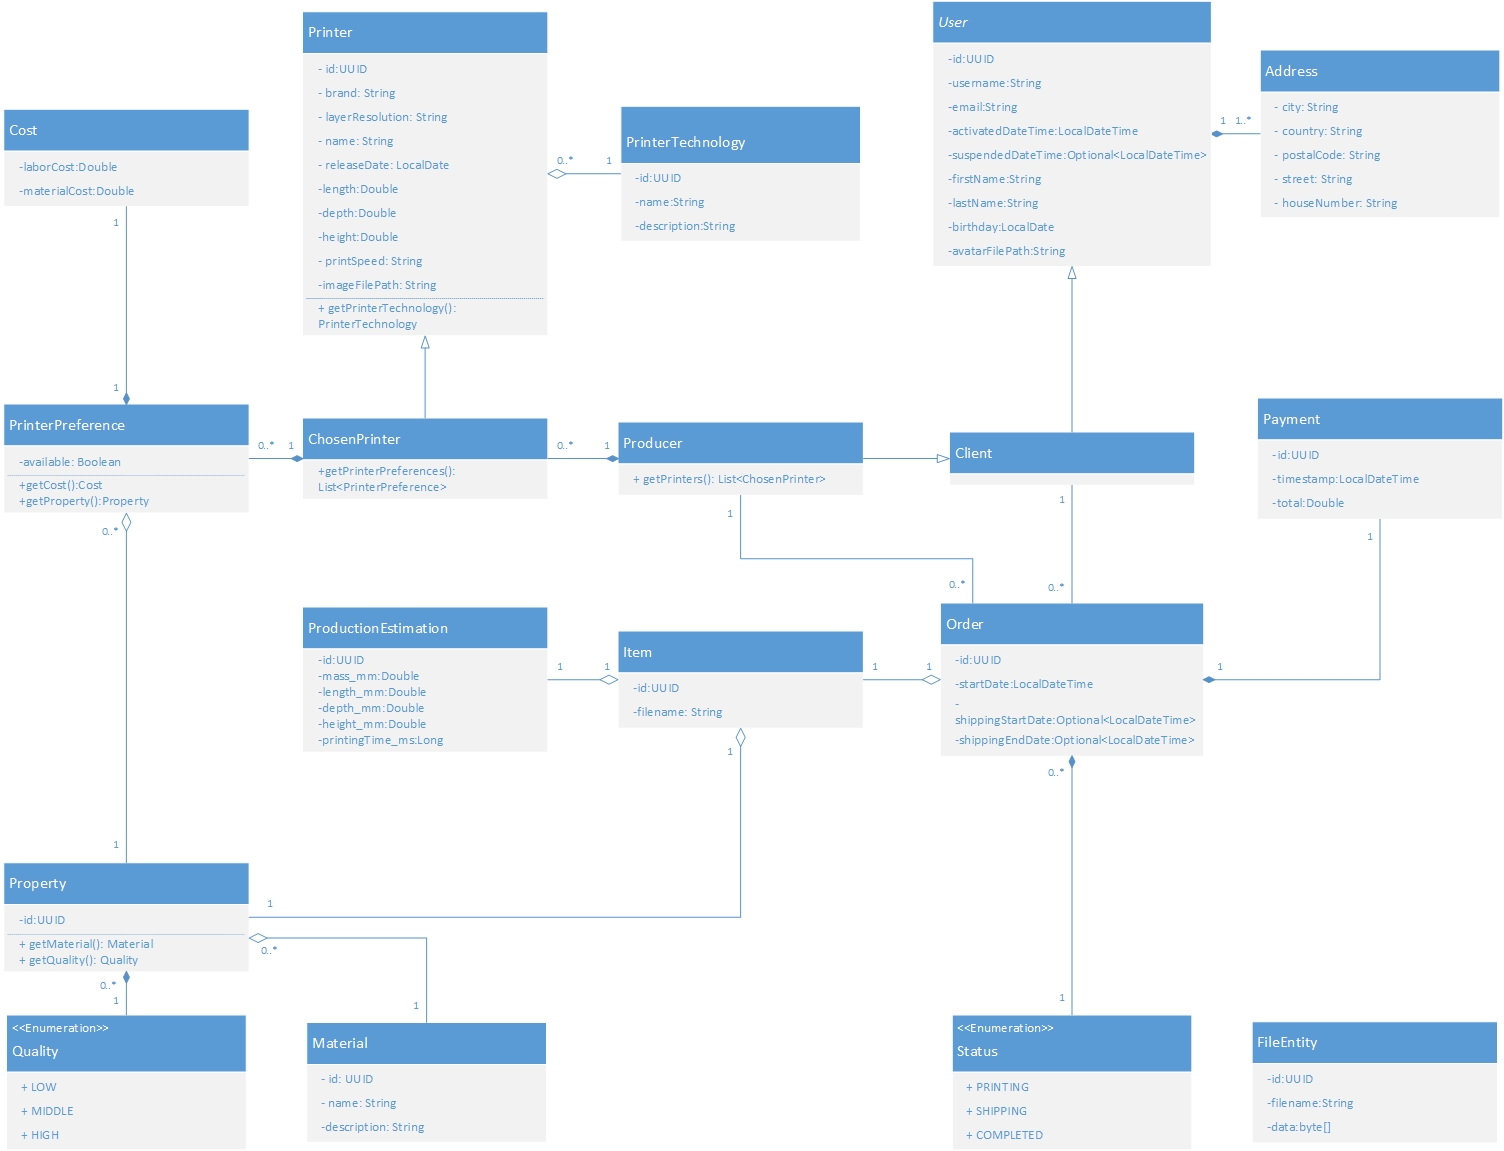 Printer
- id:UUID
- brand: String
- layerResolution: String
- name: String
- releaseDate: LocalDate
-length:Double
-depth:Double
-height:Double
- printSpeed: String
-imageFilePath: String
+ getPrinterTechnology():
PrinterTechnology
User
-id:UUID
-username:String
-email:String
-activatedDateTime:LocalDateTime
-suspendedDateTime:Optional<LocalDateTime>
-firstName:String
-lastName:String
-birthday:LocalDate
-avatarFilePath:String
1
1..*
Address
- city: String
- country: String
- postalCode: String
- street: String
- houseNumber: String
Cost
-laborCost:Double
-materialCost:Double
1
1
0..*
1
PrinterTechnology
-id:UUID
-name:String
-description:String
PrinterPreference
-available: Boolean
+getCost():Cost
+getProperty():Property
0..*
1
ChosenPrinter
+getPrinterPreferences():
List<PrinterPreference>
0..*
1
Producer
+ getPrinters(): List<ChosenPrinter>
Client
Payment
-id:UUID
-timestamp:LocalDateTime
-total:Double
0..*
1
1
1
0..*
0..*
ProductionEstimation
-id:UUID
-mass_mm:Double
-length_mm:Double
-depth_mm:Double
-height_mm:Double
-printingTime_ms:Long
1
1
Item
-id:UUID
-filename: String
1
1
Order
-id:UUID
-startDate:LocalDateTime
-
shippingStartDate:Optional<LocalDateTime>
-shippingEndDate:Optional<LocalDateTime>
1
1
0..*
1
Property
-id:UUID
+ getMaterial(): Material
+ getQuality(): Quality
1
0..*
0..*
1
1
1
<<Enumeration>>
Quality
+ LOW
+ MIDDLE
+ HIGH
Material
- id: UUID
- name: String
-description: String
<<Enumeration>>
Status
+ PRINTING
+ SHIPPING
+ COMPLETED
FileEntity
-id:UUID
-filename:String
-data:byte[]